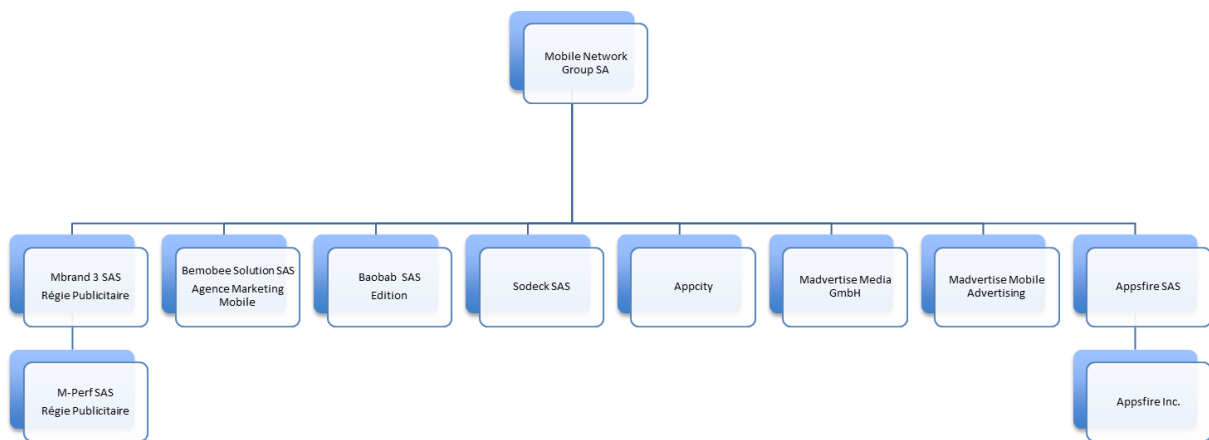 Mobile Network
Group SA
Mbrand 3 SAS
Régie Publicitaire
Bemobee Solution SAS
Agence Marketing
Mobile
Baobab SAS
Edition
Sodeck SAS
Appcity
Madvertise Media
GmbH
Madvertise Mobile
Advertising
Appsfire SAS
M-Perf SAS
Régie Publicitaire
Appsfire Inc.